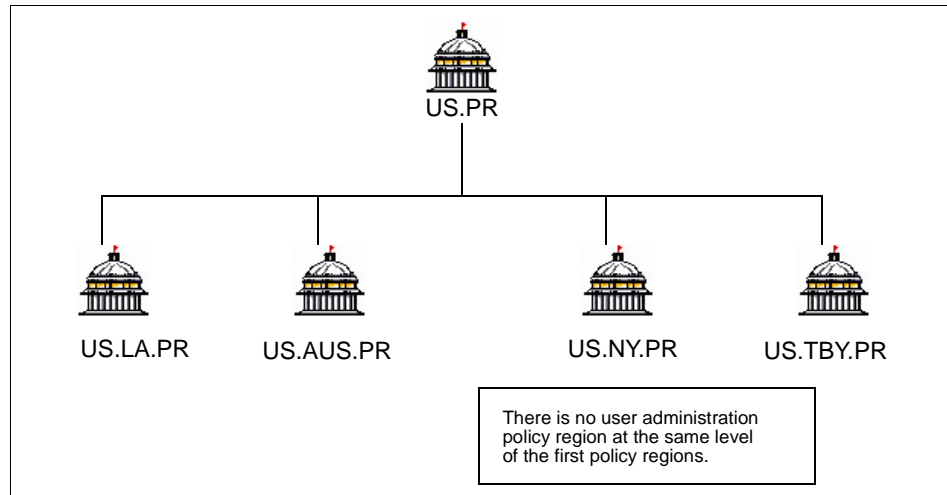 US.PR
US.LA.PR
US.AUS.PR
US.NY.PR
US.TBY.PR
There is no user administration
policy region at the same level
of the first policy regions.